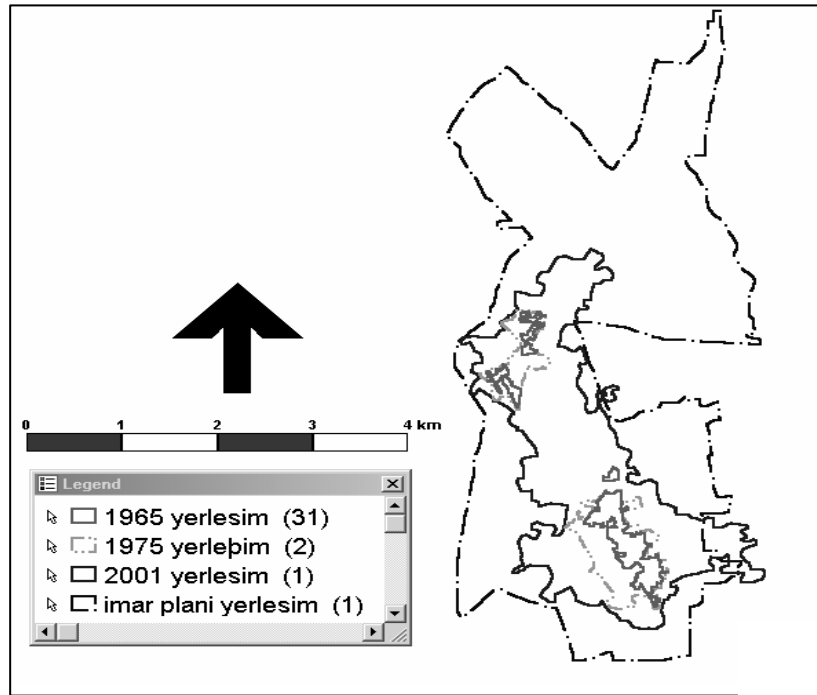 0 1 2 3 4 km
Legend
1965 yerlesim (31)
1975 yerleþim (2)
2001 yerlesim (1)
imar plani yerlesim (1)